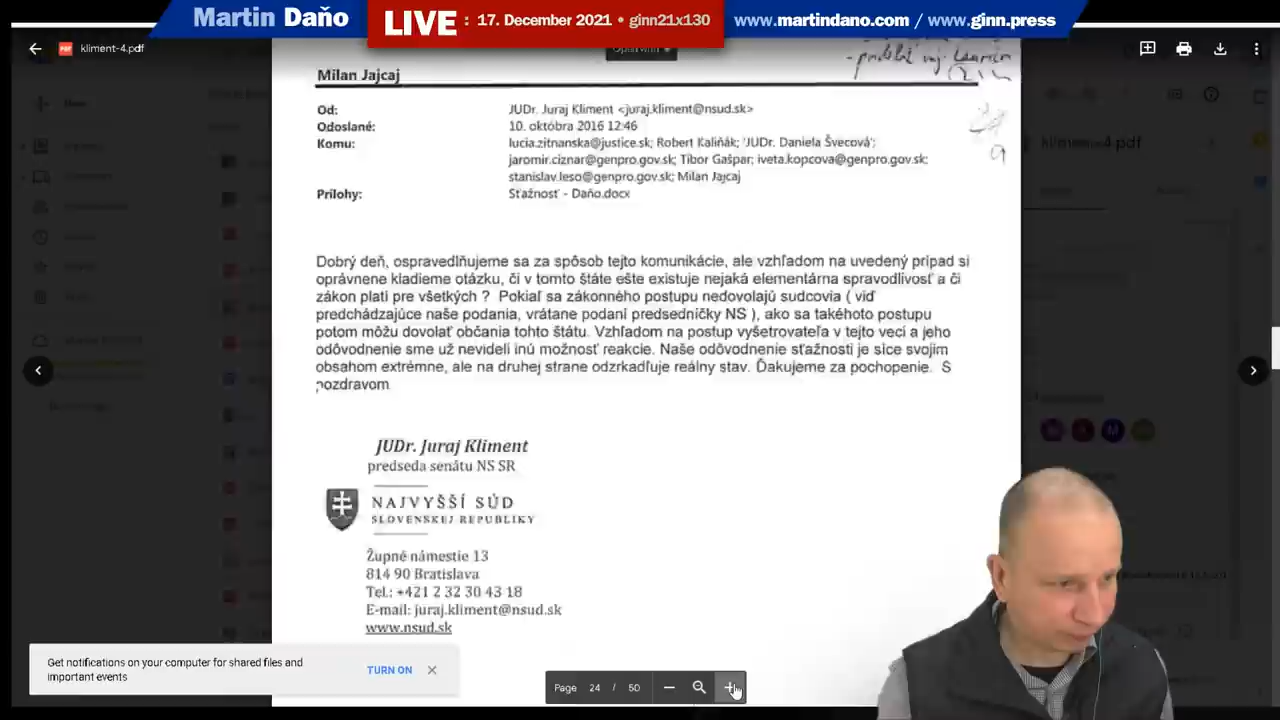 Martin Daňo
LIVE : 17. December 2021 • ginn21x130
www.martindano.com / www.ginn.press
kliment-4.pdf
Milan Jajcaj
Od: JUDr. Juraj Kliment <juraj.kliment@nsud.sk>
Odoslané: 10. októbra 2016 12:46
Komu: lucia.zitnanska@justice.sk; Robert Kaliňák; 'JUDr. Daniela Švecová';
jaromir.ciznar@genpro.gov.sk; Tibor Gašpar; iveta.kopcova@genpro.gov.sk;
stanislav.leso@genpro.gov.sk; Milan Jajcaj
Prílohy: Sťažnosť - Daňo.docx
Dobrý deň, ospravedlňujeme sa za spôsob tejto komunikácie, ale vzhľadom na uvedený prípad si
oprávnene kladieme otázku, či v tomto štáte ešte existuje nejaká elementárna spravodlivosť a či
zákon platí pre všetkých ? Pokiaľ sa zákonného postupu nedovolajú sudcovia ( viď
predchádzajúce naše podania, vrátane podaní predsedníčky NS ), ako sa takéhoto postupu
potom môžu dovolať občania tohto štátu. Vzhľadom na postup vyšetrovateľa v tejto veci a jeho
odôvodnenie sme už nevideli inú možnosť reakcie. Naše odôvodnenie sťažnosti je síce svojim
obsahom extrémne, ale na druhej strane odzrkadľuje reálny stav. Ďakujeme za pochopenie. S
pozdravom
JUDr. Juraj Kliment
predseda senátu NS SR
NAJVYŠŠÍ SÚD
SLOVENSKEJ REPUBLIKY
Župné námestie 13
814 90 Bratislava
Tel.: +421 2 32 30 43 18
E-mail: juraj.kliment@nsud.sk
www.nsud.sk
kliment-4.pdf
Get notifications on your computer for shared files and
important events
TURN ON
Page 24 / 50